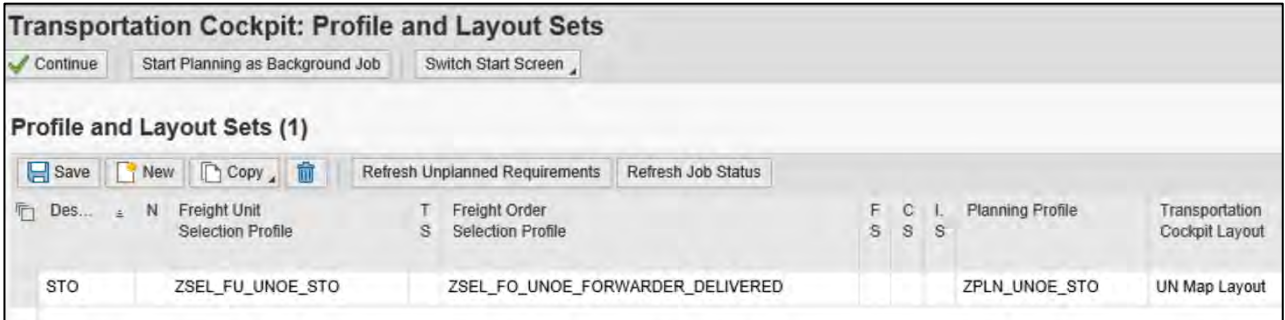 Transportation Cockpit: Profile and Layout Sets
Continue Start Planning as Background Job Switch Start Screen
Profile and Layout Sets (1)
Save New Copy Refresh Unplanned Requirements Refresh Job Status
Des... N Freight Unit T Freight Order F C I. Planning Profile Transportation
Selection Profile S Selection Profile S S S Cockpit Layout
STO ZSEL_FU_UNOE_STO ZSEL_FO_UNOE_FORWARDER_DELIVERED ZPLN_UNOE_STO UN Map Layout